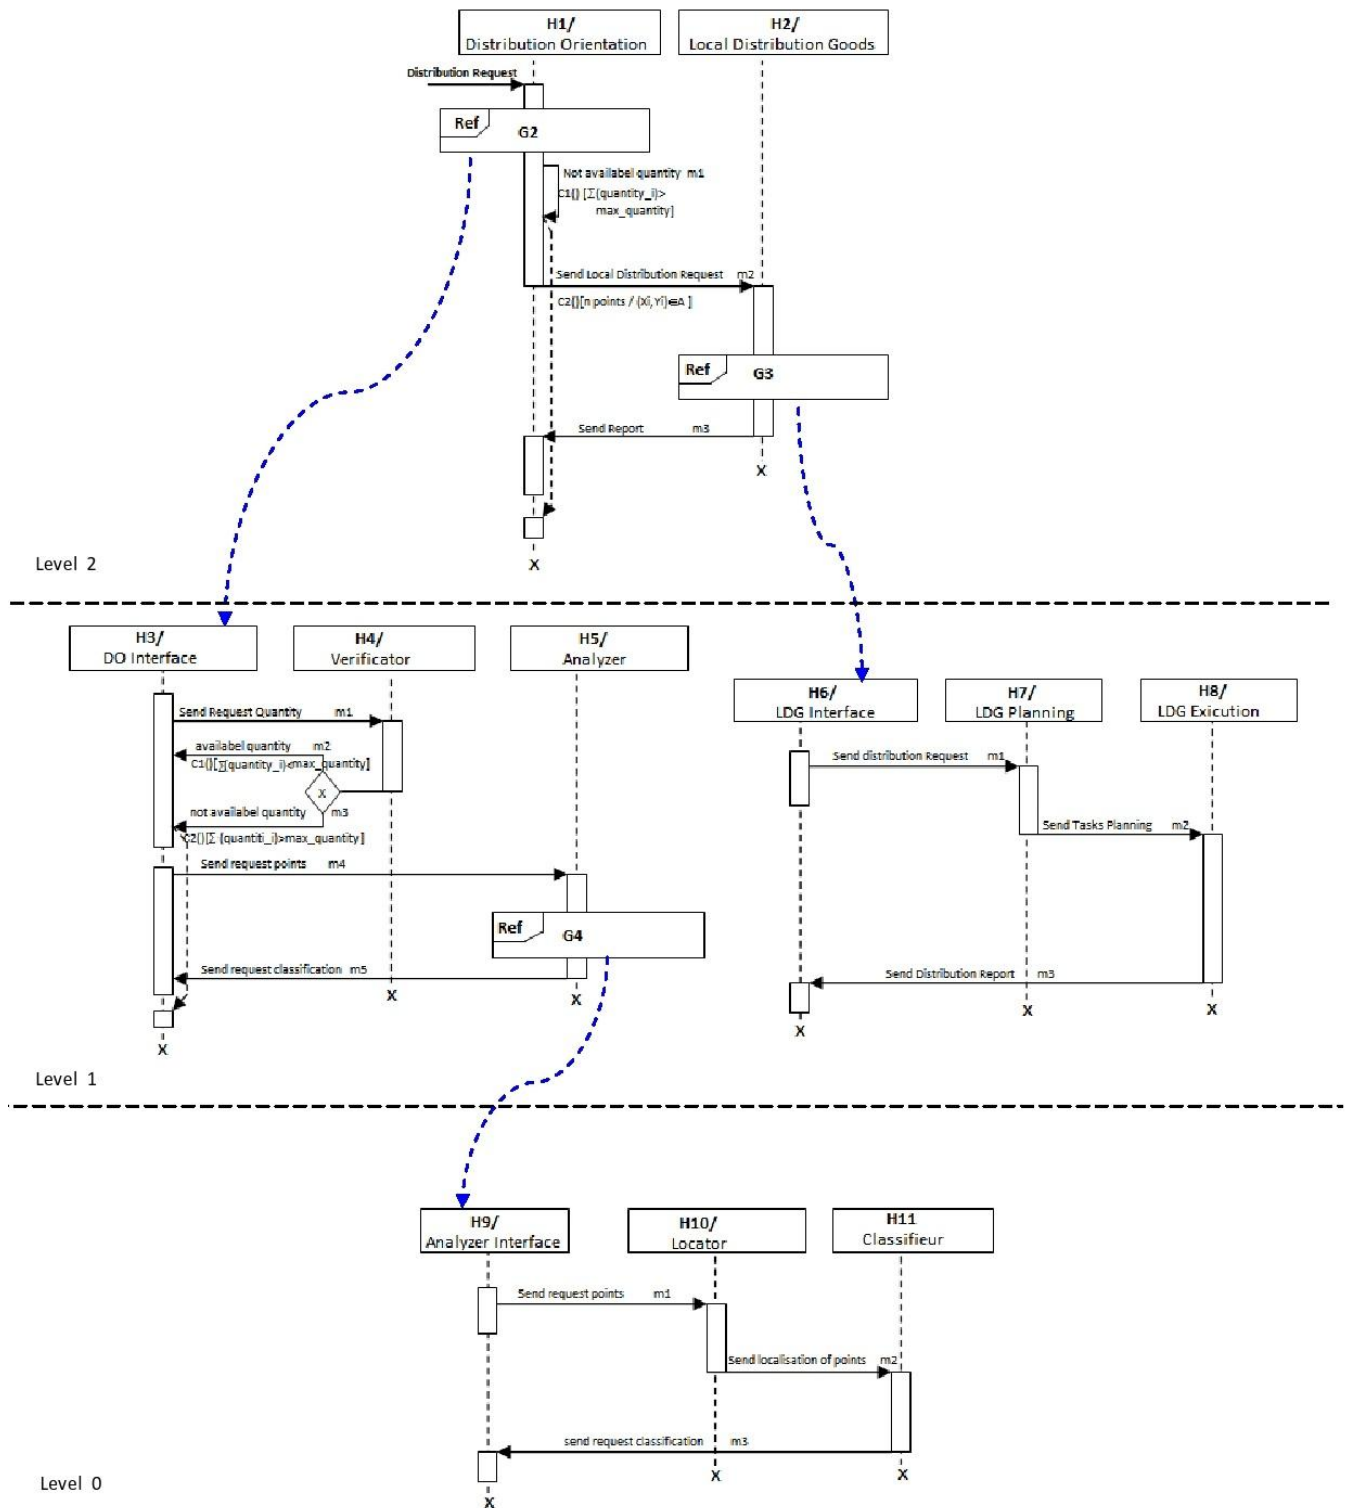 H1/
Distribution Orientation
H2/
Local Distribution Goods
Distribution Request
Ref
G2
Not availabel quantity m1
C1() [∑(quantity_i)>
max_quantity]
Send Local Distribution Request m2
C2()[n points / (Xi,Yi)∈A ]
Ref
G3
Send Report m3
X
X
Level 2
H3/
DO Interface
H4/
Verificator
H5/
Analyzer
Send Request Quantity m1
availabel quantity m2
C1()[∑(quantity_i)<max_quantity]
X
not availabel quantity m3
C2()[∑ (quantiti_i)>max_quantity]
Send request points m4
Ref
G4
Send request classification m5
X
X
X
H6/
LDG Interface
H7/
LDG Planning
H8/
LDG Exicution
Send distribution Request m1
Send Tasks Planning m2
Send Distribution Report m3
X
X
X
Level 1
H9/
Analyzer Interface
H10/
Locator
H11
Classifieur
Send request points m1
Send localisation of points m2
send request classification m3
X
X
X
Level 0